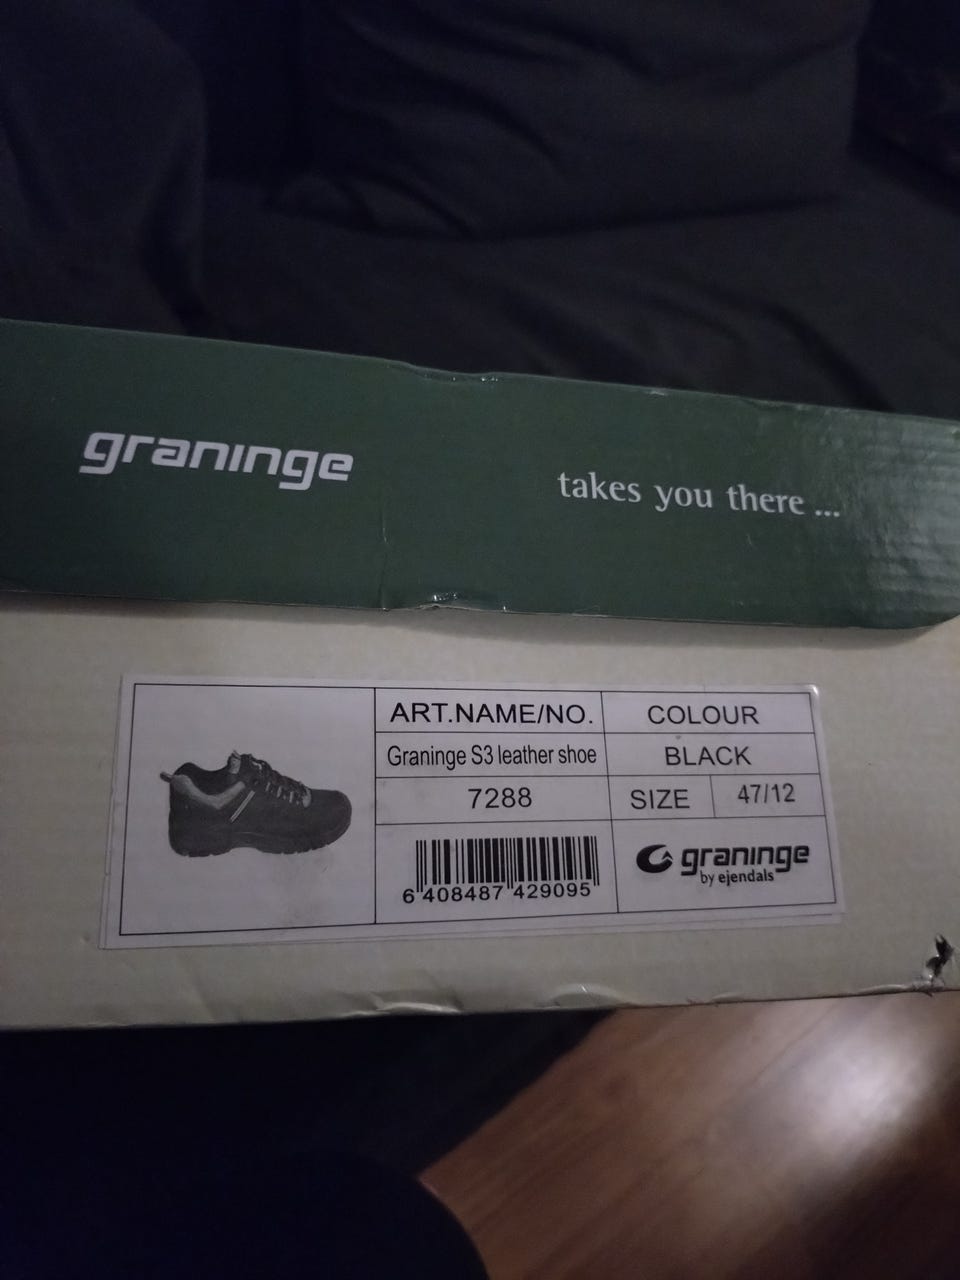 graninge
takes you there ...
ART.NAME/NO.
COLOUR
Graninge S3 leather shoe
BLACK
7288
SIZE
47/12
6 408487 429095
graninge
by ejendals